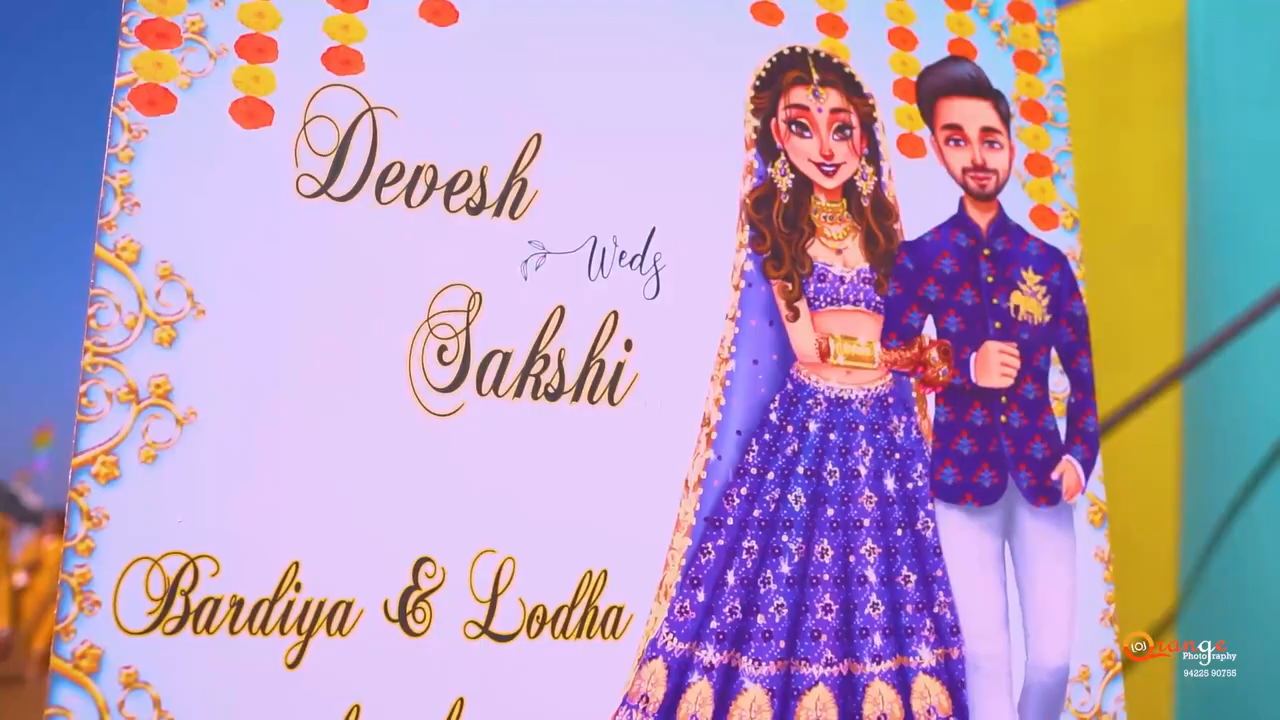 Devesh
Weds
Sakshi
Bardiya & Lodha
Orange
Photography
94225 90755